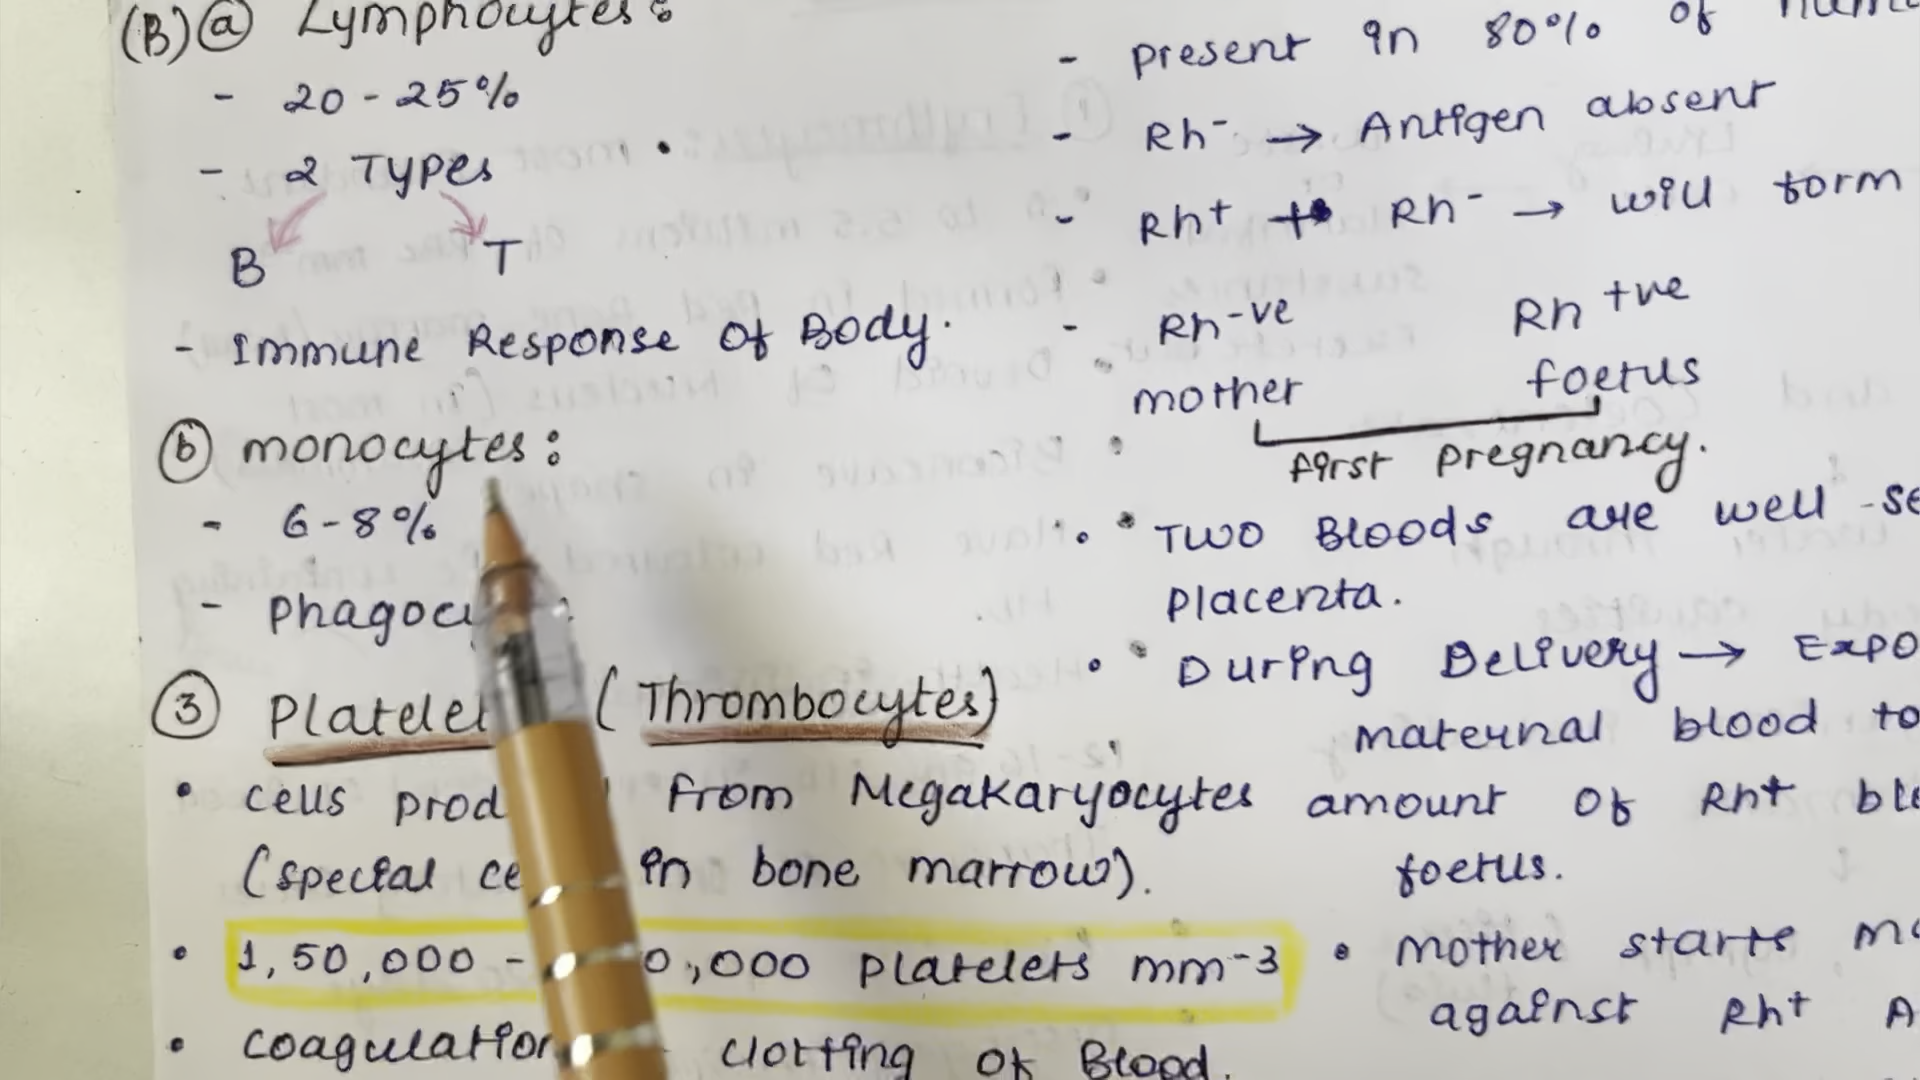 (B) ⓐ Lymphocytes:
- 20-25%
- 2 Types
B T
- Immune Response Of Body.
ⓑ monocytes:
- 6-8%
-
③ (Thrombocytes)
• cells from Megakaryocytes
(special in bone marrow).
• 1,50,000 - 0,000 Platelets mm-3
• coagulation clotting Of Blood.
- present in 80% of
- Rh- → Antigen absent
- Rh+ + Rh- → will form
- Rh-ve Rh +ve
mother foetus
first pregnancy.
• Two Bloods are well
placenta.
• During Delivery →
maternal blood to
amount Of Rh+
foetus.
• mother starts
against Rh+